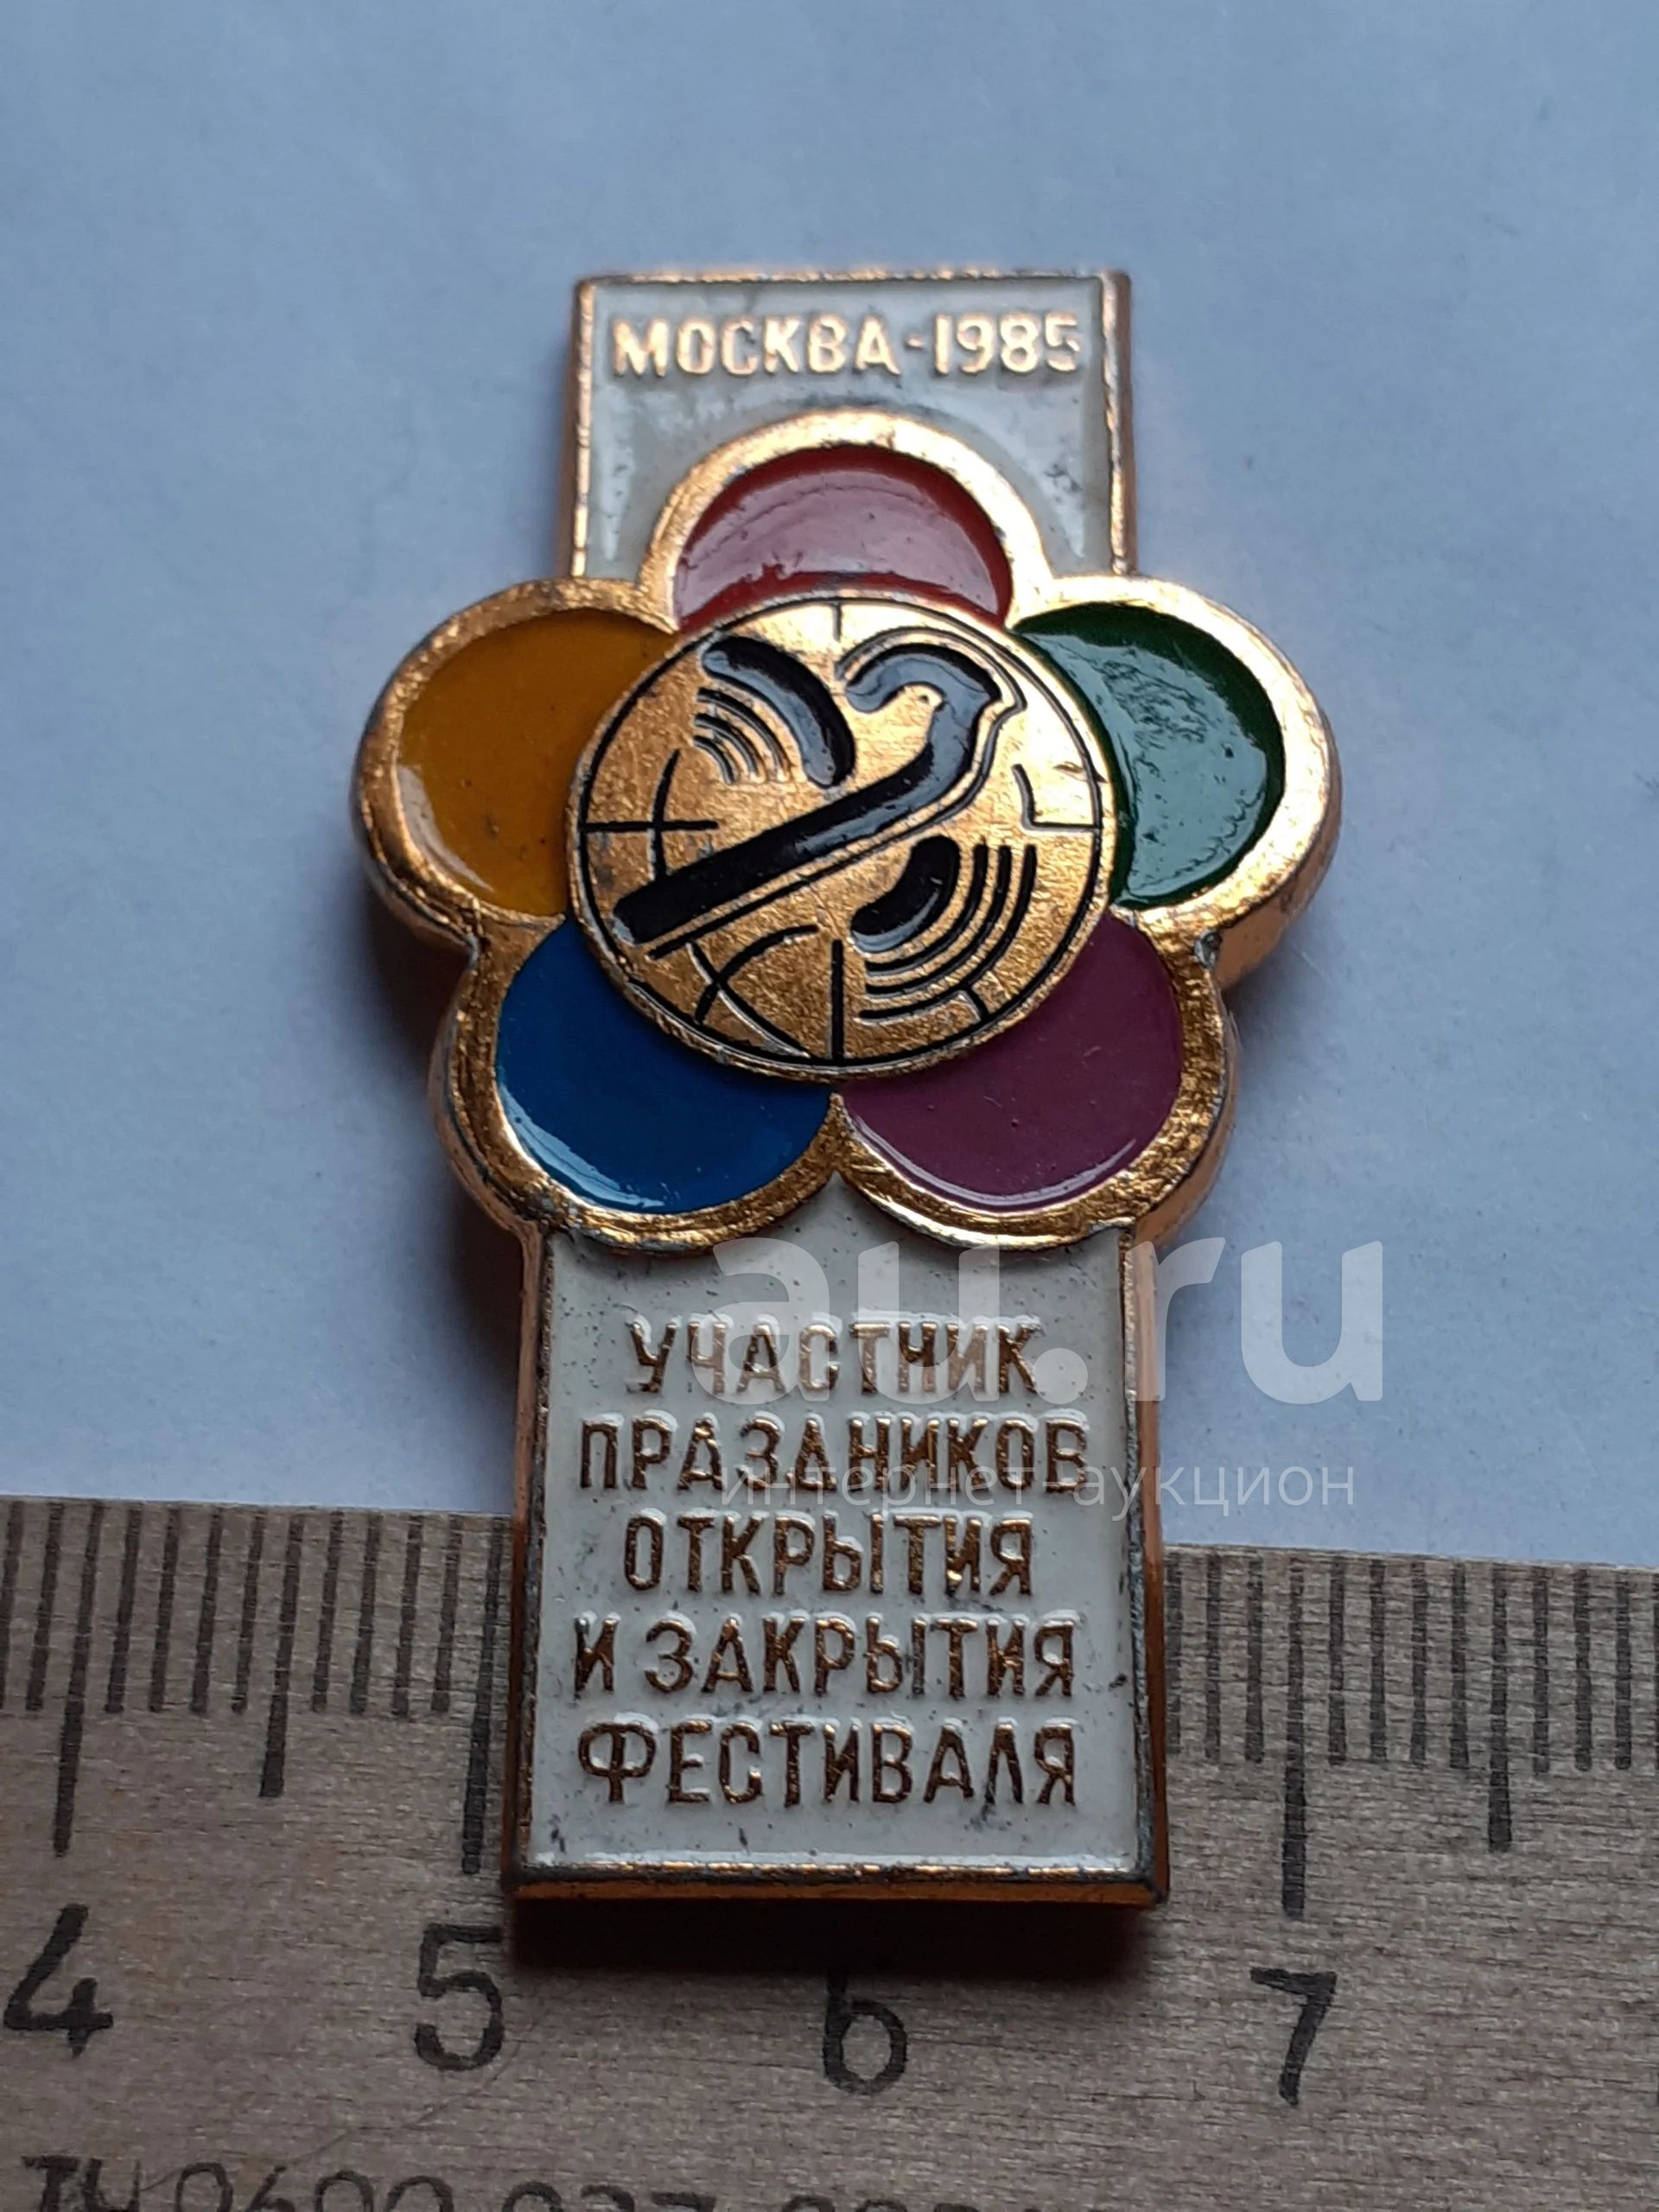 МОСКВА-1985
au.ru
УЧАСТНИК
ПРАЗДНИКОВ
интернет-аукцион
ОТКРЫТИЯ
И ЗАКРЫТИЯ
ФЕСТИВАЛЯ
4 5 6 7